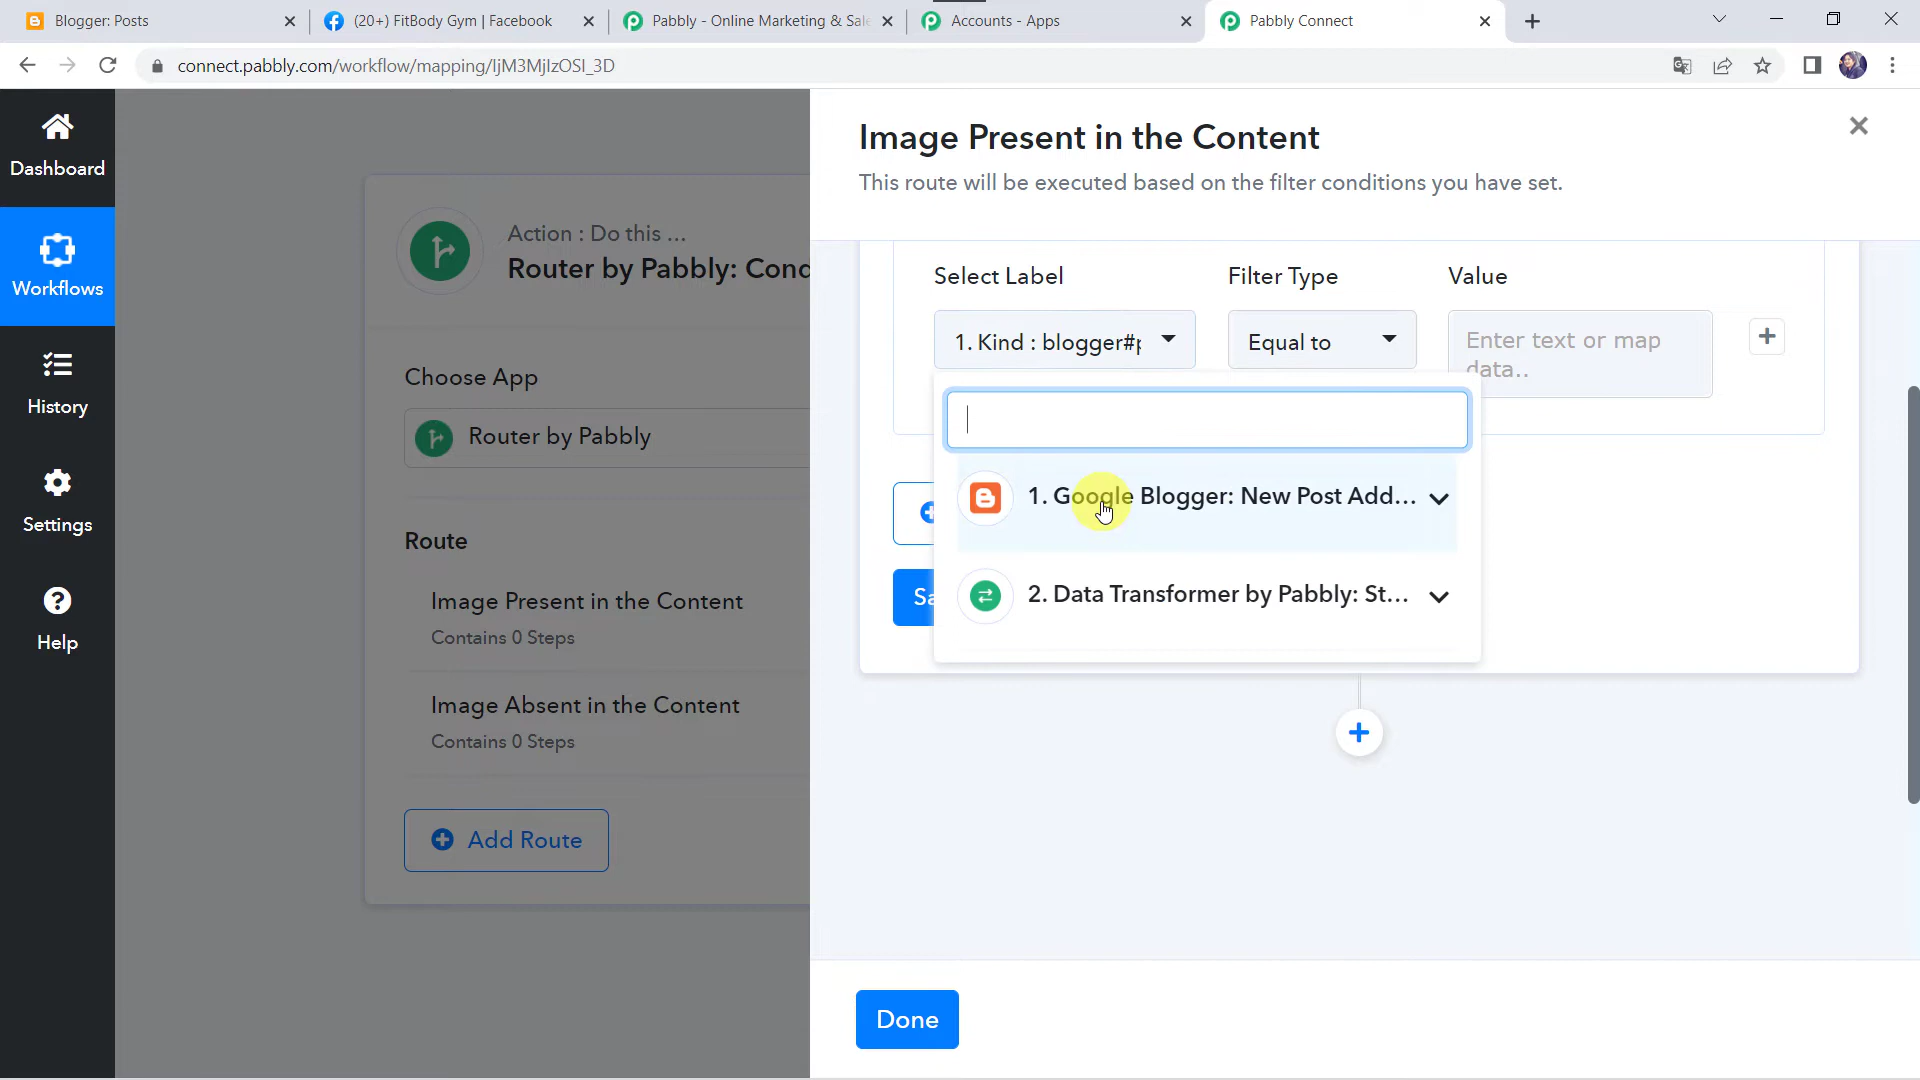 Blogger: Posts
(20+) FitBody Gym | Facebook
Pabbly - Online Marketing & Sale
Accounts - Apps
Pabbly Connect
connect.pabbly.com/workflow/mapping/IjM3MjIzOSI_3D
Dashboard
Workflows
History
Settings
Help
Action : Do this ...
Router by Pabbly: Conc
Choose App
Router by Pabbly
Route
Image Present in the Content
Contains 0 Steps
Image Absent in the Content
Contains 0 Steps
Add Route
Image Present in the Content
This route will be executed based on the filter conditions you have set.
Select Label
Filter Type
Value
1. Kind : blogger#p
Equal to
Enter text or map
data..
1. Google Blogger: New Post Add...
2. Data Transformer by Pabbly: St...
Sa
Done